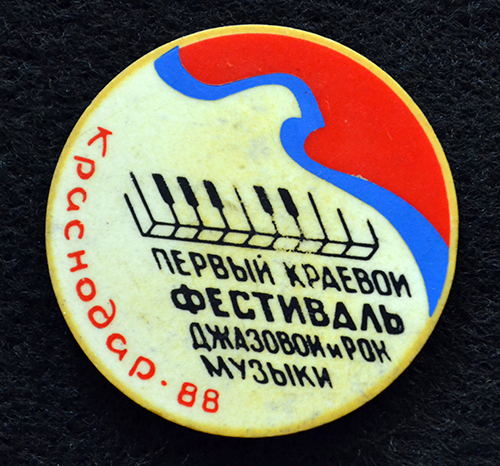 Краснодар·88
ПЕРВЫЙ КРАЕВОЙ
ФЕСТИВАЛЬ
ДЖАЗОВОЙ и РОК
МУЗЫКИ